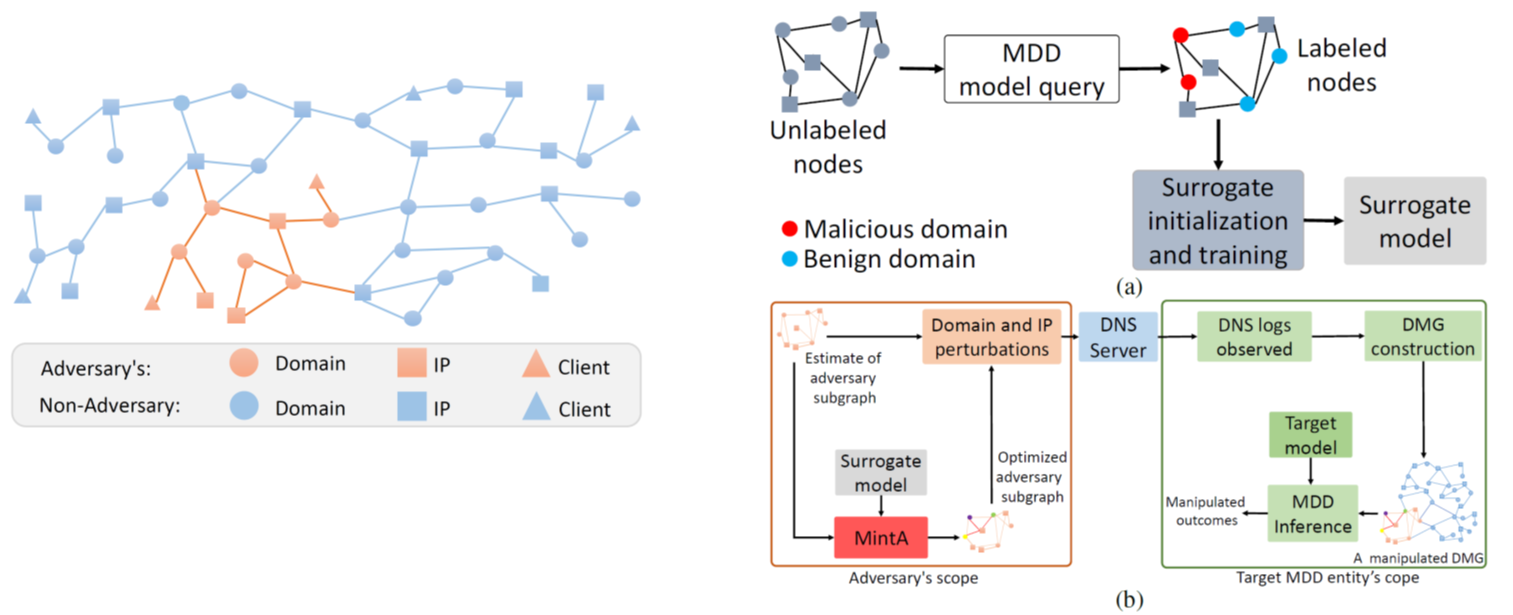 Adversary's:
Domain
IP
Client
Non-Adversary:
Domain
IP
Client
Unlabeled
nodes
MDD
model query
Labeled
nodes
Malicious domain
Benign domain
Surrogate
initialization
and training
Surrogate
model
(a)
Estimate of
adversary
subgraph
Domain and IP
perturbations
DNS
Server
DNS logs
observed
DMG
construction
Surrogate
model
MintA
Optimized
adversary
subgraph
Target
model
MDD
Inference
Manipulated
outcomes
A manipulated DMG
Adversary's scope
Target MDD entity's cope
(b)